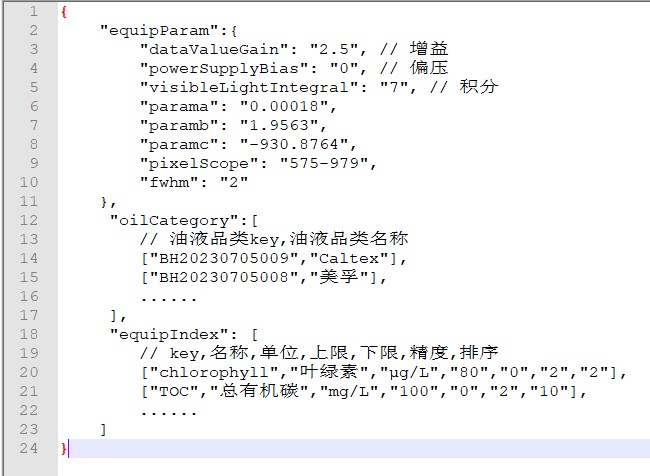 1 {
2 "equipParam":{
3 "dataValueGain": "2.5", // 增益
4 "powerSupplyBias": "0", // 偏压
5 "visibleLightIntegral": "7", // 积分
6 "parama": "0.00018",
7 "paramb": "1.9563",
8 "paramc": "-930.8764",
9 "pixelScope": "575-979",
10 "fwhm": "2"
11 },
12 "oilCategory":[
13 // 油液品类key,油液品类名称
14 ["BH20230705009","Caltex"],
15 ["BH20230705008","美孚"],
16 ......
17 ],
18 "equipIndex": [
19 // key,名称,单位,上限,下限,精度,排序
20 ["chlorophyll","叶绿素","μg/L","80","0","2","2"],
21 ["TOC","总有机碳","mg/L","100","0","2","10"],
22 ......
23 ]
24 }